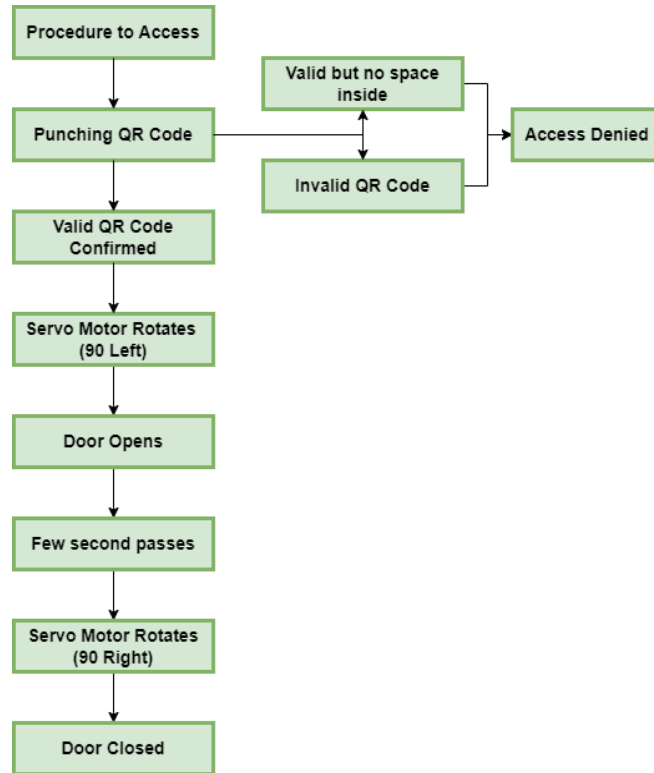 Procedure to Access
Valid but no space
inside
Punching QR Code
Access Denied
Invalid QR Code
Valid QR Code
Confirmed
Servo Motor Rotates
(90 Left)
Door Opens
Few second passes
Servo Motor Rotates
(90 Right)
Door Closed